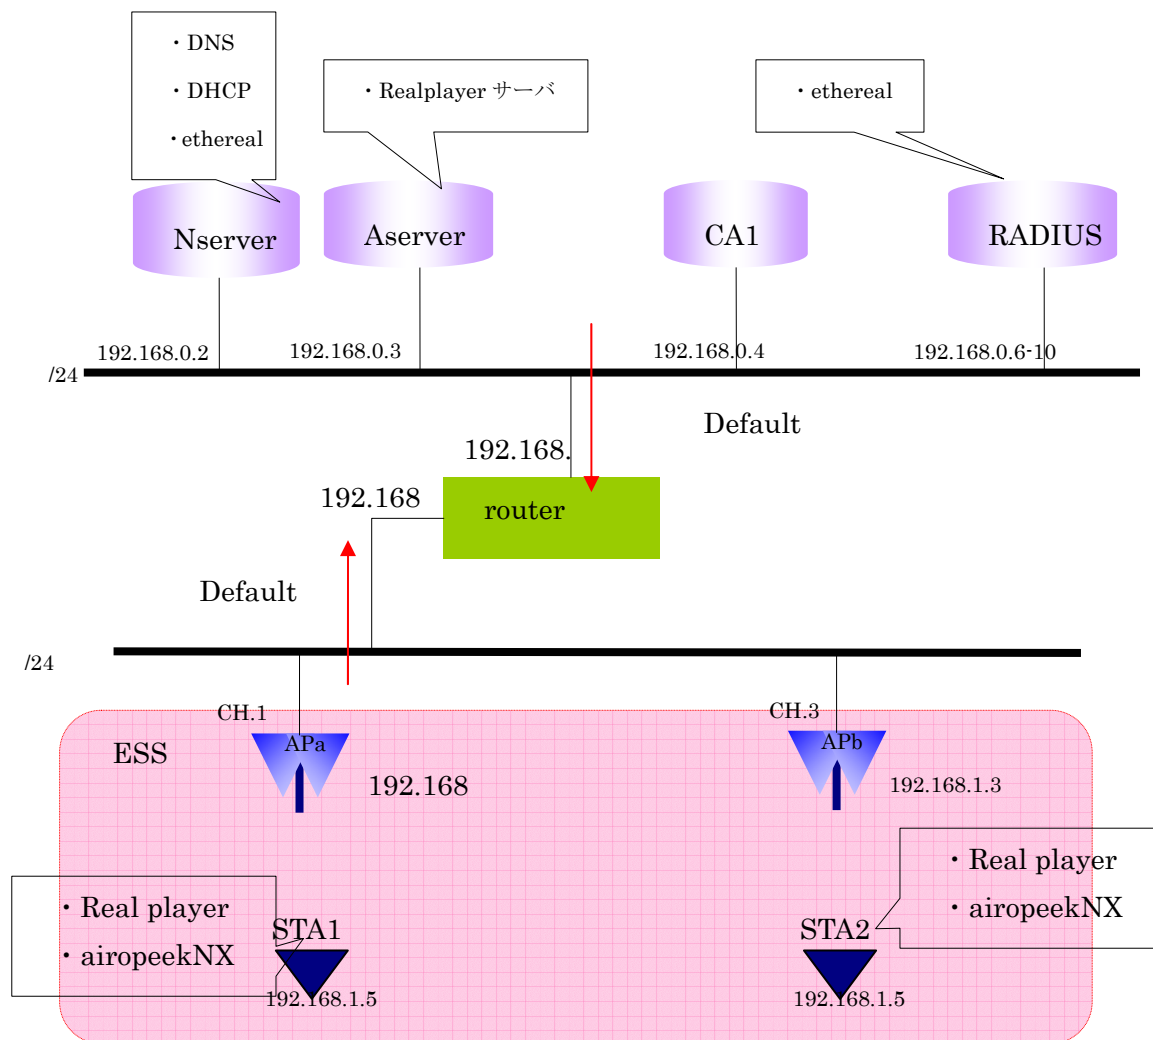 ・DNS
・DHCP
・ethereal
・Realplayer サーバ
・ethereal
Nserver
Aserver
CA1
RADIUS
192.168.0.2
192.168.0.3
192.168.0.4
192.168.0.6-10
/24
Default
192.168.
192.168
router
Default
/24
CH.1
CH.3
ESS
APa
APb
192.168
192.168.1.3
・Real player
・airopeekNX
・Real player
・airopeekNX
STA1
STA2
192.168.1.5
192.168.1.5